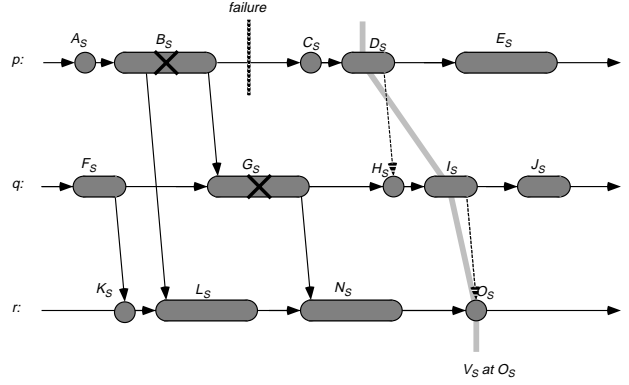 failure
A_S B_S C_S D_S E_S
p:
F_S G_S H_S I_S J_S
q:
K_S L_S N_S O_S
r:
V_S at O_S